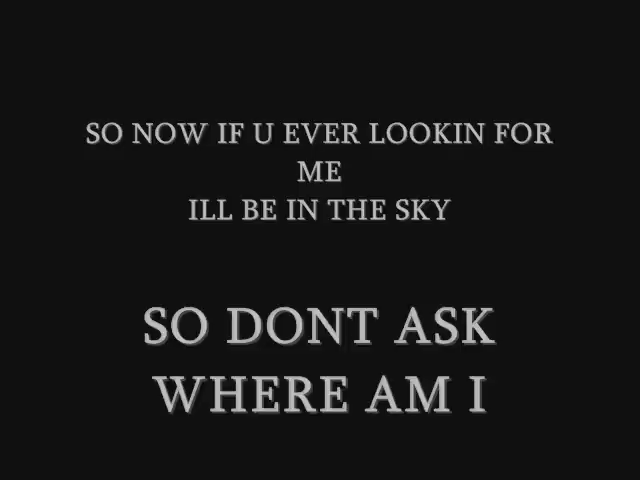 SO NOW IF U EVER LOOKIN FOR
ME
ILL BE IN THE SKY
SO DONT ASK
WHERE AM I